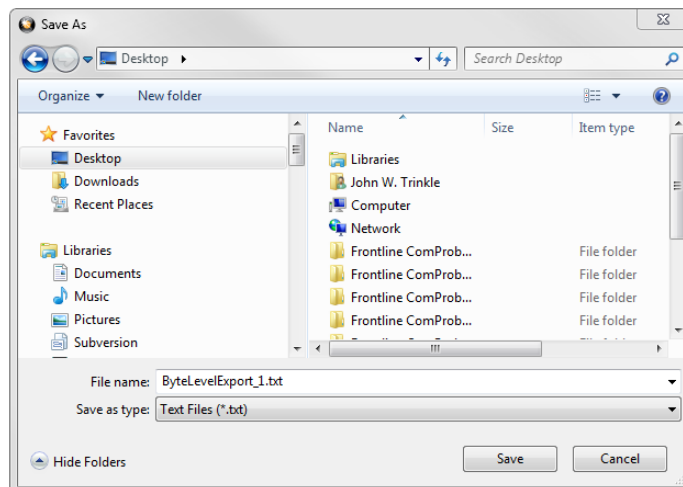 Save As
Desktop
Search Desktop
Organize New folder
Favorites
Desktop
Downloads
Recent Places
Libraries
Documents
Music
Pictures
Subversion
Name Size Item type
Libraries
John W. Trinkle
Computer
Network
Frontline ComProb... File folder
Frontline ComProb... File folder
Frontline ComProb... File folder
Frontline ComProb... File folder
File name: ByteLevelExport_1.txt
Save as type: Text Files (*.txt)
Hide Folders Save Cancel